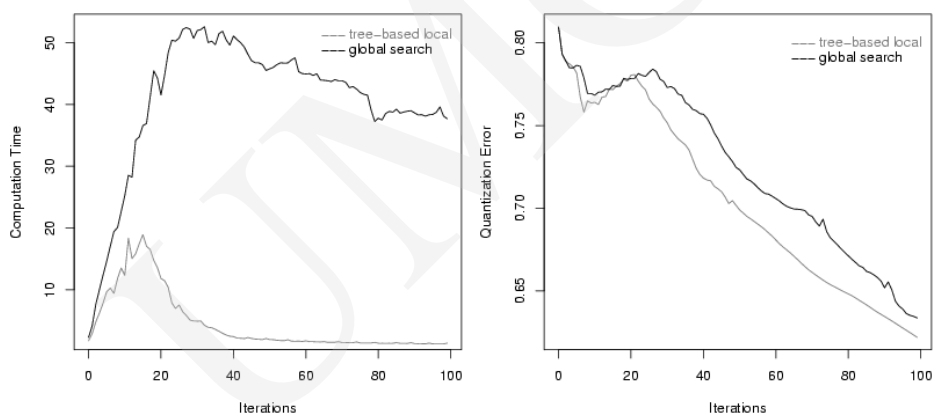 tree-based local
global search
Computation Time
50
40
30
20
10
0
20
40
60
80
100
Iterations
tree-based local
global search
Quantization Error
0.80
0.75
0.70
0.65
0
20
40
60
80
100
Iterations
UMC